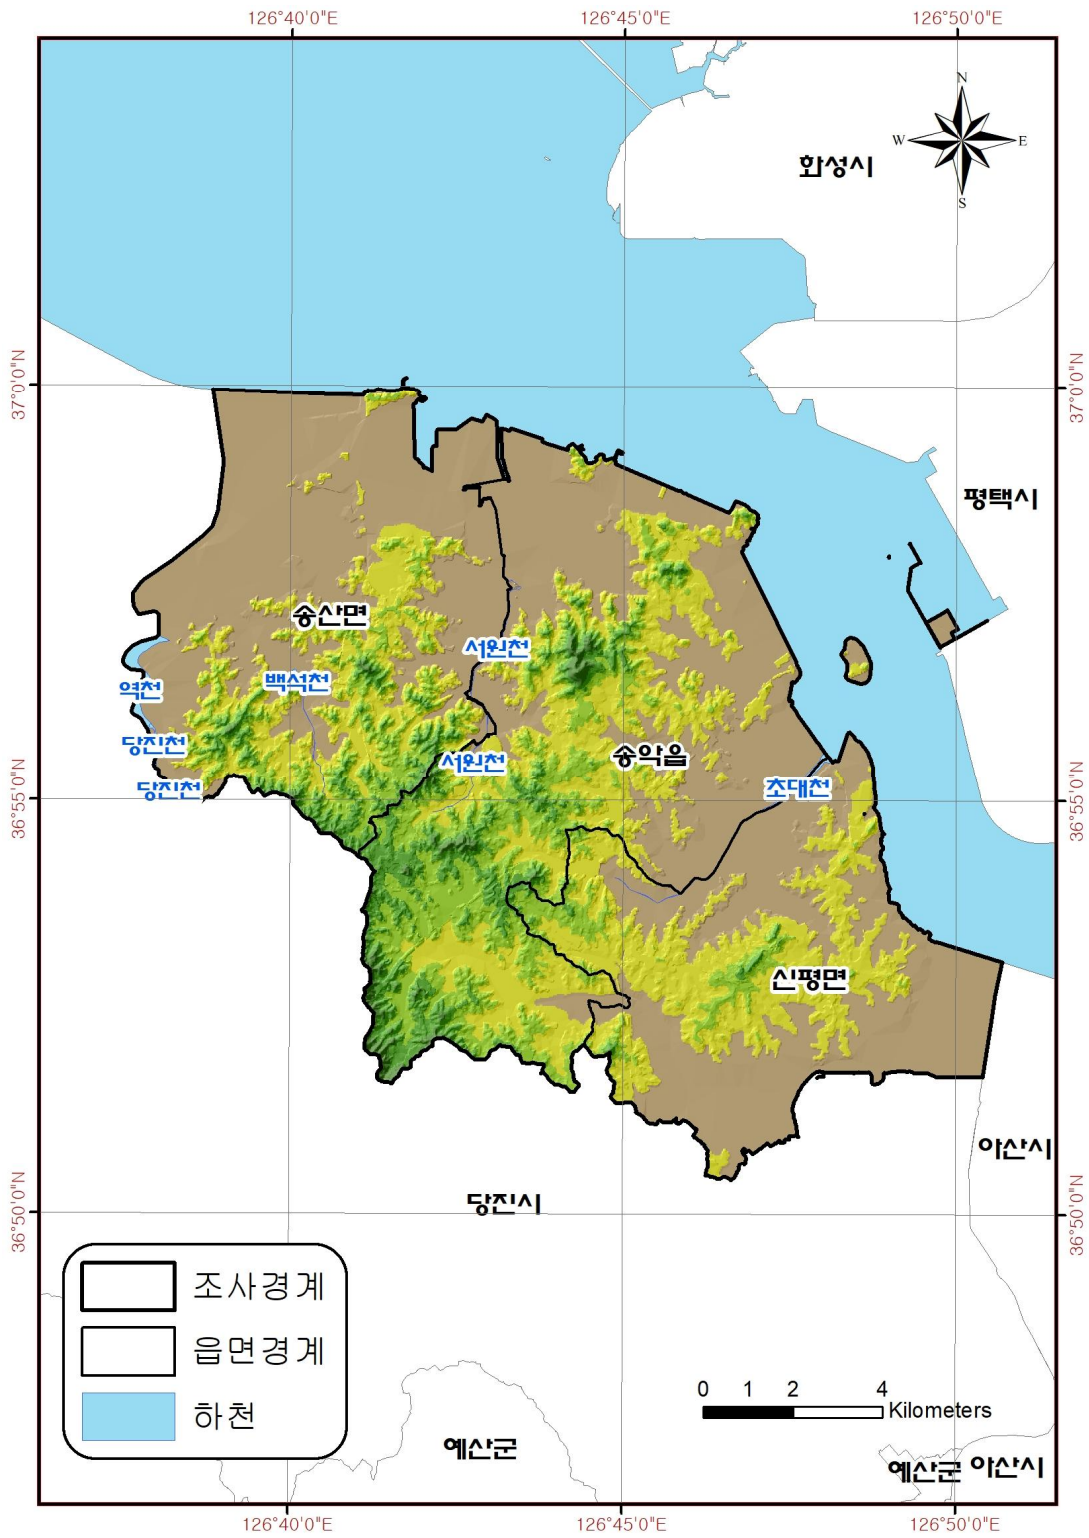 126°40'0"E
126°45'0"E
126°50'0"E
N
W
E
S
화성시
37°0'0"N
37°0'0"N
평택시
송산면
서원천
백석천
역천
당진천
서원천
송악읍
당진천
초대천
36°55'0"N
36°55'0"N
신평면
아산시
당진시
36°50'0"N
36°50'0"N
조사경계
읍면경계
하천
0 1 2 4
Kilometers
예산군
예산군
아산시
126°40'0"E
126°45'0"E
126°50'0"E